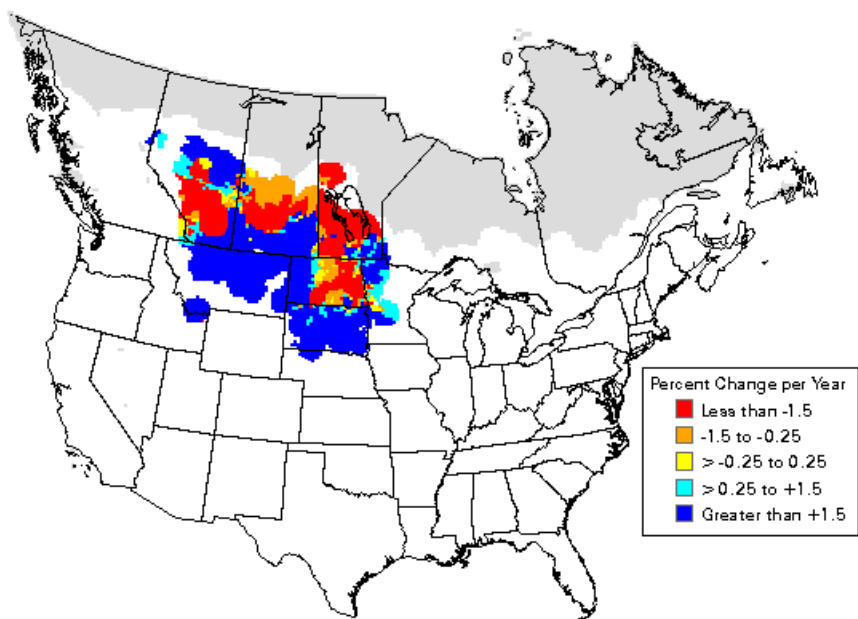 Percent Change per Year
Less than -1.5
-1.5 to -0.25
>-0.25 to 0.25
>0.25 to +1.5
Greater than +1.5